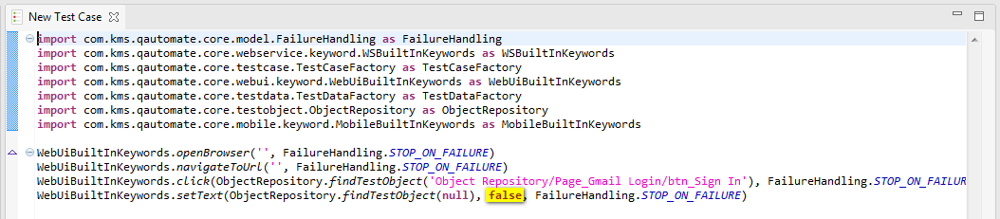 New Test Case
import com.kms.qautomate.core.model.FailureHandling as FailureHandling
import com.kms.qautomate.core.webservice.keyword.WSBuiltInKeywords as WSBuiltInKeywords
import com.kms.qautomate.core.testcase.TestCaseFactory as TestCaseFactory
import com.kms.qautomate.core.webui.keyword.WebUiBuiltInKeywords as WebUiBuiltInKeywords
import com.kms.qautomate.core.testdata.TestDataFactory as TestDataFactory
import com.kms.qautomate.core.testobject.ObjectRepository as ObjectRepository
import com.kms.qautomate.core.mobile.keyword.MobileBuiltInKeywords as MobileBuiltInKeywords
WebUiBuiltInKeywords.openBrowser('', FailureHandling.STOP_ON_FAILURE)
WebUiBuiltInKeywords.navigateToUrl('', FailureHandling.STOP_ON_FAILURE)
WebUiBuiltInKeywords.click(ObjectRepository.findTestObject('Object Repository/Page_Gmail Login/btn_Sign In'), FailureHandling.STOP_ON_FAILUR
WebUiBuiltInKeywords.setText(ObjectRepository.findTestObject(null), false, FailureHandling.STOP_ON_FAILURE)